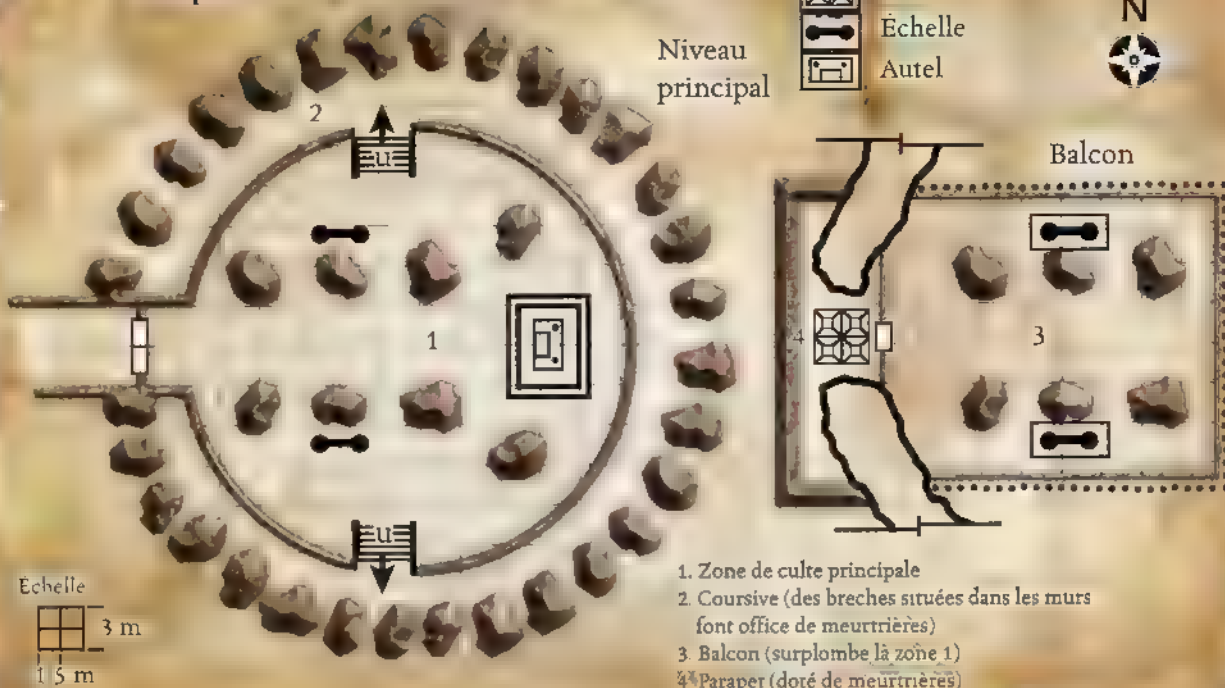 Niveau
principal
Échelle
Autel
N
Balcon
2
u
1
4
3
u
Échelle
3 m
1 5 m
1. Zone de culte principale
2. Coursive (des breches situées dans les murs
font office de meurtrières)
3. Balcon (surplombe la zone 1)
4. Parapet (doté de meurtrières)